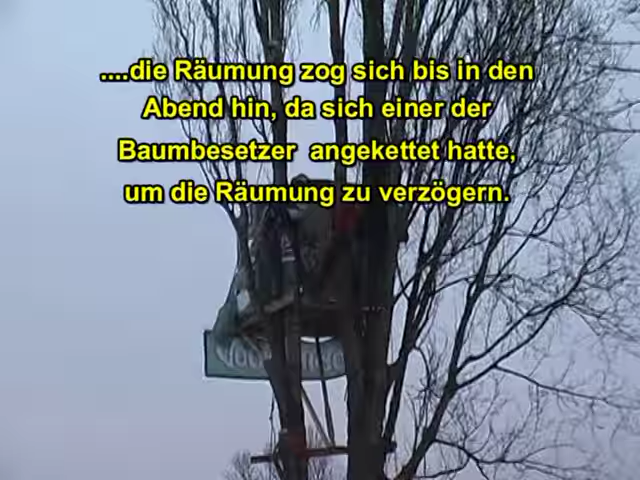 ....die Räumung zog sich bis in den
Abend hin, da sich einer der
Baumbesetzer angekettet hatte,
um die Räumung zu verzögern.